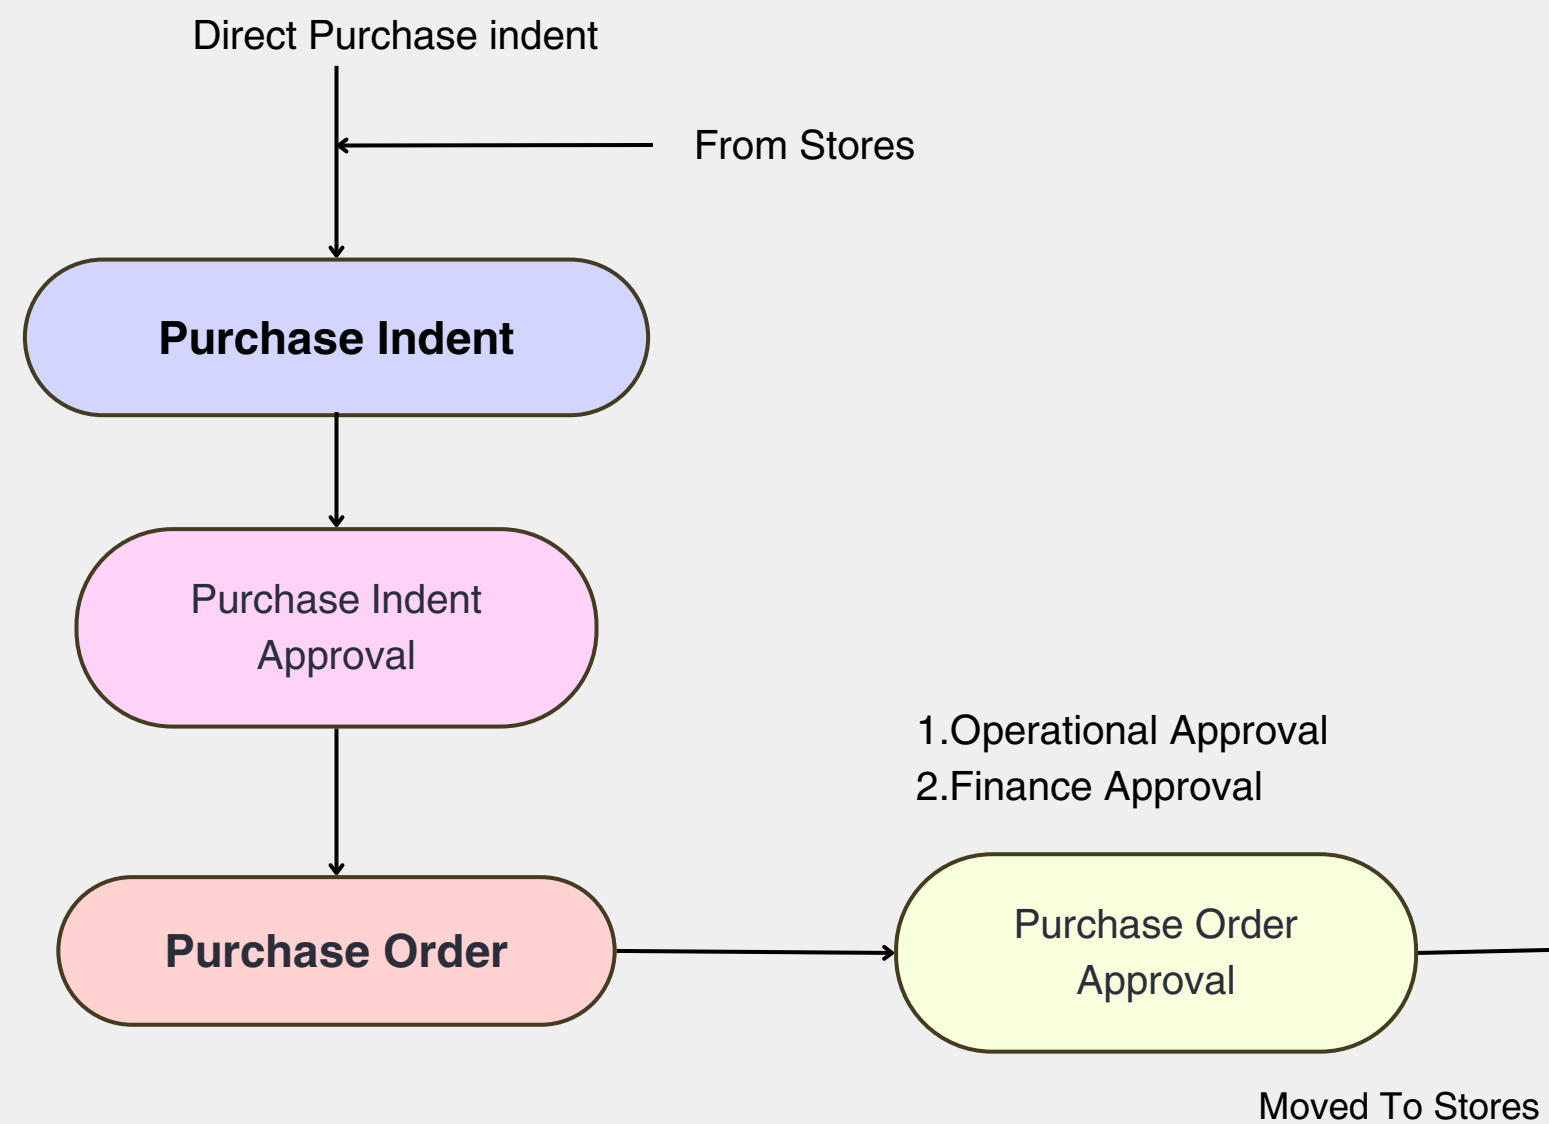 Direct Purchase indent
From Stores
Purchase Indent
Purchase Indent
Approval
1.Operational Approval
2.Finance Approval
Purchase Order
Purchase Order
Approval
Moved To Stores